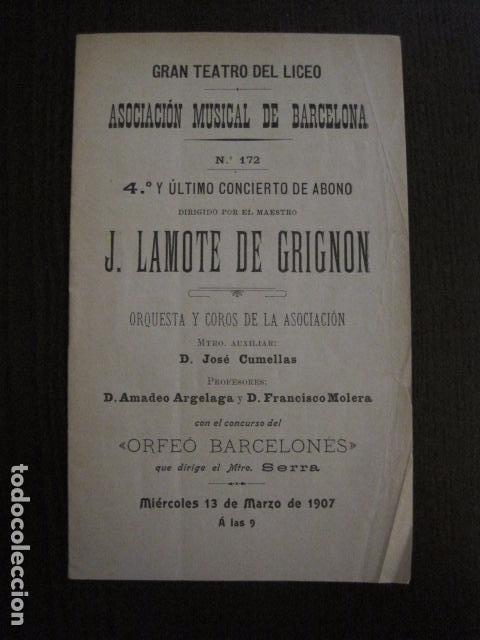 GRAN TEATRO DEL LICEO
ASOCIACIÓN MUSICAL DE BARCELONA
N.º 172
4.º Y ÚLTIMO CONCIERTO DE ABONO
DIRIGIDO POR EL MAESTRO
J. LAMOTE DE GRIGNON
ORQUESTA Y COROS DE LA ASOCIACIÓN
MTRO. AUXILIAR:
D. José Cumellas
PROFESORES:
D. Amadeo Argelaga y D. Francisco Molera
con el concurso del
«ORFEÓ BARCELONÉS»
que dirige el Mtro. Serra
Miércoles 13 de Marzo de 1907
Á las 9
todocoleccion.net